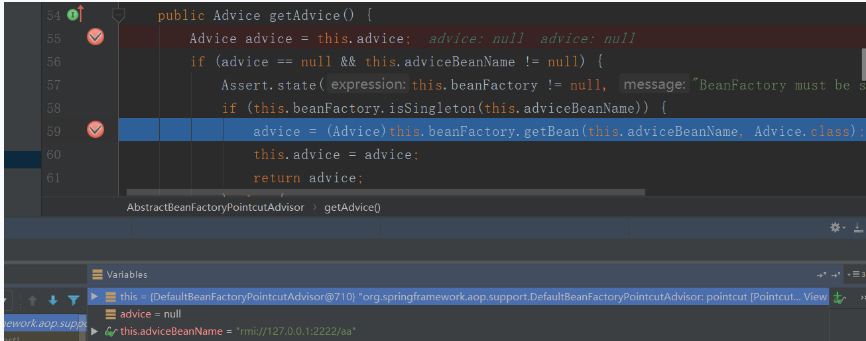 54 public Advice getAdvice() {
55 Advice advice = this.advice; advice: null advice: null
56 if (advice == null && this.adviceBeanName != null) {
57 Assert.state( expression: this.beanFactory != null, message: "BeanFactory must be s
58 if (this.beanFactory.isSingleton(this.adviceBeanName)) {
59 advice = (Advice)this.beanFactory.getBean(this.adviceBeanName, Advice.class);
60 this.advice = advice;
61 return advice;
AbstractBeanFactoryPointcutAdvisor › getAdvice()
Variables
this = {DefaultBeanFactoryPointcutAdvisor@710} "org.springframework.aop.support.DefaultBeanFactoryPointcutAdvisor: pointcut [Pointcut... View
advice = null
mework.aop.suppo
this.adviceBeanName = "rmi://127.0.0.1:2222/aa"